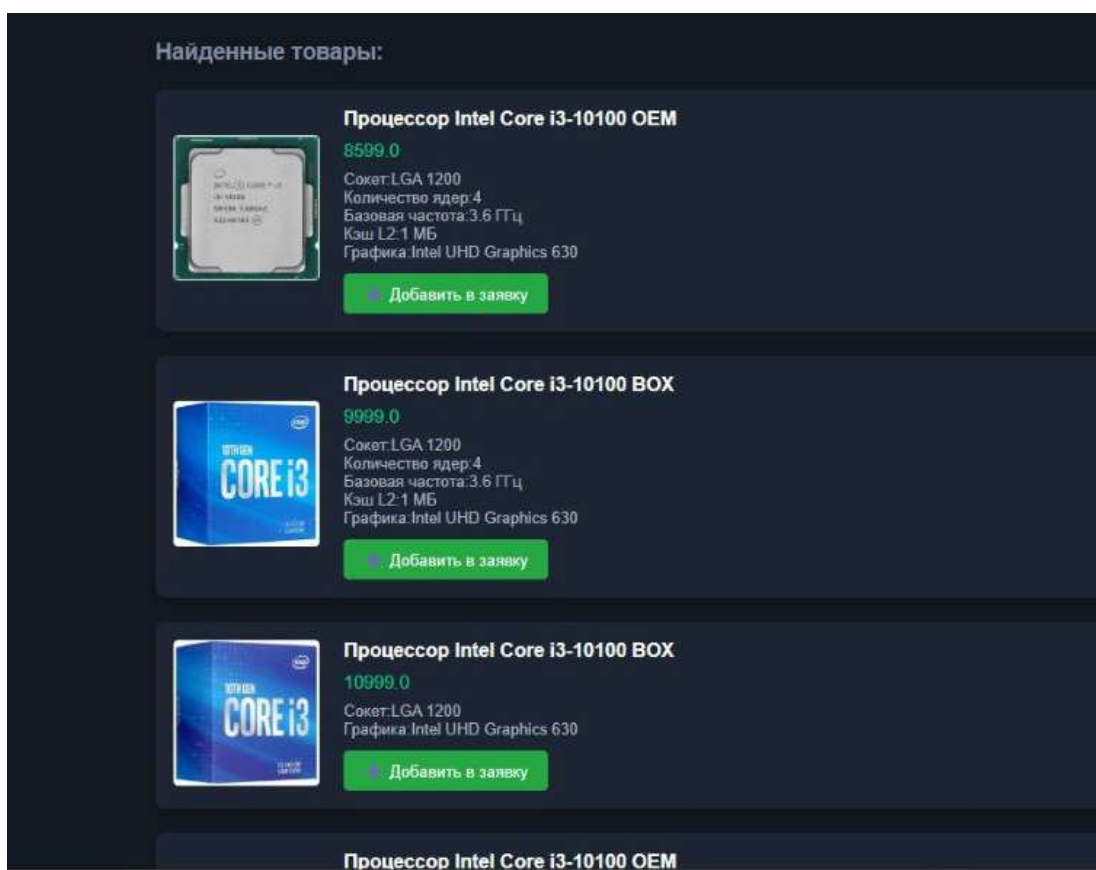 Найденные товары:
Процессор Intel Core i3-10100 OEM
8599.0
Сокет:LGA 1200
Количество ядер:4
Базовая частота:3.6 ГГц
Кэш L2:1 МБ
Графика:Intel UHD Graphics 630
Добавить в заявку
Процессор Intel Core i3-10100 BOX
9999.0
Сокет:LGA 1200
Количество ядер:4
Базовая частота:3.6 ГГц
Кэш L2:1 МБ
Графика:Intel UHD Graphics 630
Добавить в заявку
10TH GEN
CORE i3
Процессор Intel Core i3-10100 BOX
10999.0
Сокет:LGA 1200
Графика:Intel UHD Graphics 630
Добавить в заявку
10TH GEN
CORE i3
Процессор Intel Core i3-10100 OEM